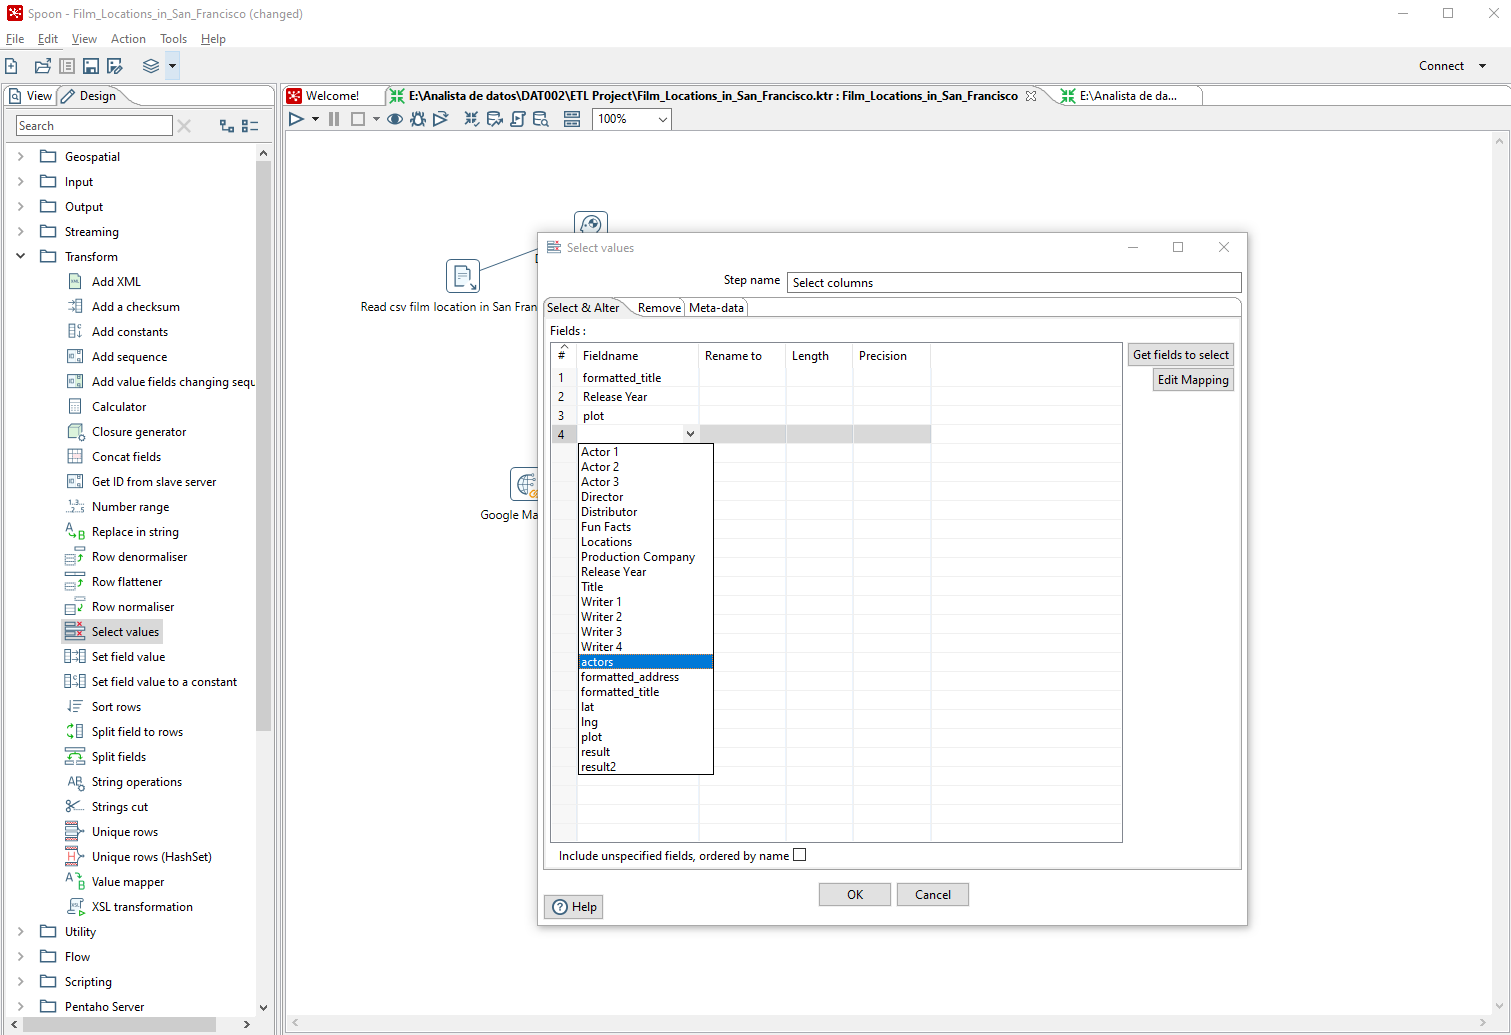 Spoon - Film_Locations_in_San_Francisco (changed)
File Edit View Action Tools Help
Connect
View Design
Welcome! E:\Analista de datos\DAT002\ETL Project\Film_Locations_in_San_Francisco.ktr : Film_Locations_in_San_Francisco E:\Analista de da...
100%
Search
Geospatial
Input
Output
Streaming
Transform
Add XML
Add a checksum
Add constants
Add sequence
Add value fields changing sequ
Calculator
Closure generator
Concat fields
Get ID from slave server
Number range
Replace in string
Row denormaliser
Row flattener
Row normaliser
Select values
Set field value
Set field value to a constant
Sort rows
Split field to rows
Split fields
String operations
Strings cut
Unique rows
Unique rows (HashSet)
Value mapper
XSL transformation
Utility
Flow
Scripting
Pentaho Server
Read csv film location in San Fran
Google Ma
Select values
Step name Select columns
Select & Alter Remove Meta-data
Fields :
# Fieldname Rename to Length Precision
1 formatted_title
2 Release Year
3 plot
4
Actor 1
Actor 2
Actor 3
Director
Distributor
Fun Facts
Locations
Production Company
Release Year
Title
Writer 1
Writer 2
Writer 3
Writer 4
actors
formatted_address
formatted_title
lat
lng
plot
result
result2
Get fields to select
Edit Mapping
Include unspecified fields, ordered by name
OK Cancel
Help